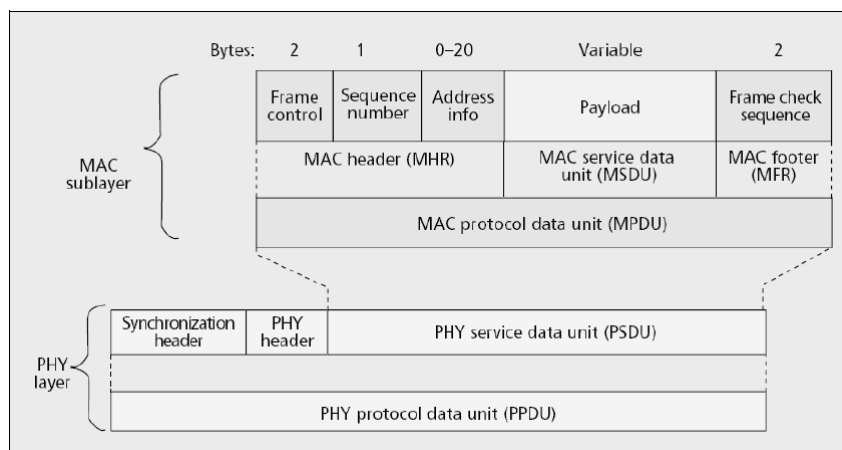 Bytes: 2 1 0–20 Variable 2
Frame control
Sequence number
Address info
Payload
Frame check sequence
MAC sublayer
MAC header (MHR)
MAC service data unit (MSDU)
MAC footer (MFR)
MAC protocol data unit (MPDU)
Synchronization header
PHY header
PHY service data unit (PSDU)
PHY layer
PHY protocol data unit (PPDU)